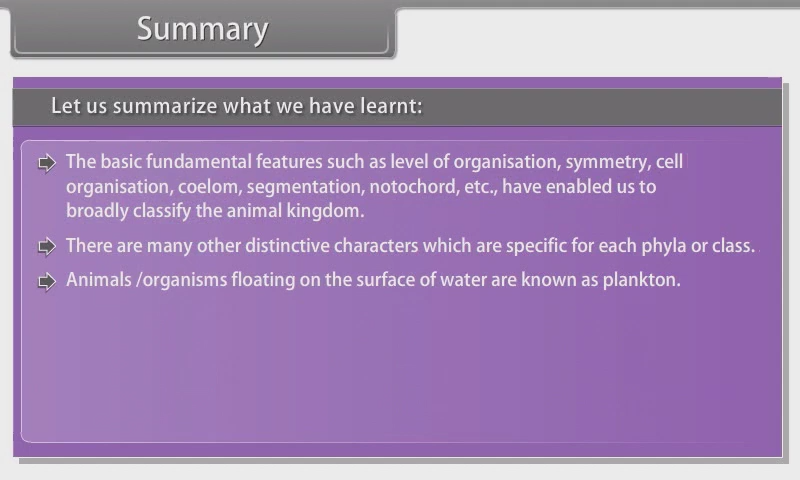 Summary
Let us summarize what we have learnt:
The basic fundamental features such as level of organisation, symmetry, cell
organisation, coelom, segmentation, notochord, etc., have enabled us to
broadly classify the animal kingdom.
There are many other distinctive characters which are specific for each phyla or class.
Animals /organisms floating on the surface of water are known as plankton.